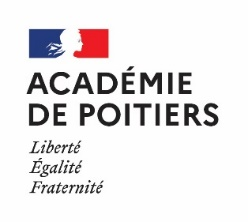 ACADÉMIE
DE POITIERS
Liberté
Égalité
Fraternité